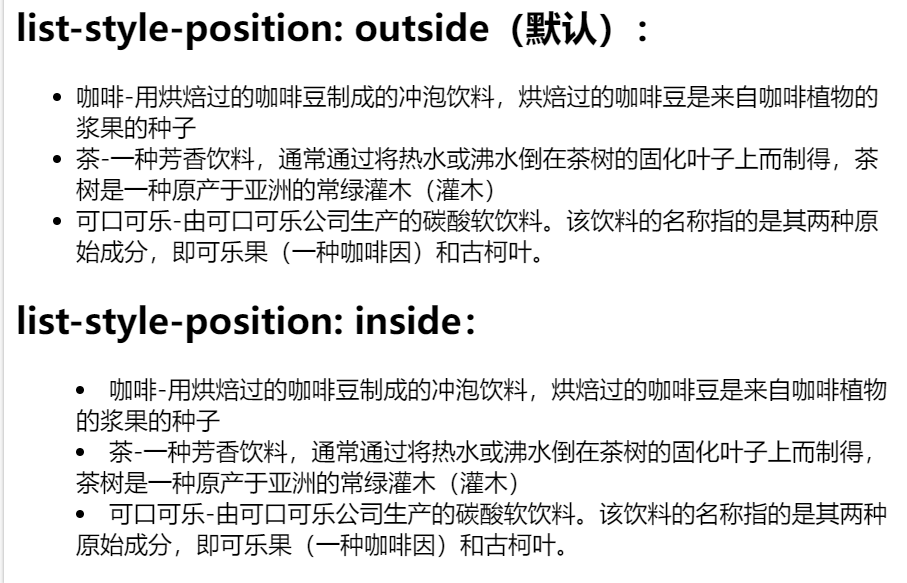 list-style-position: outside（默认）:
• 咖啡-用烘焙过的咖啡豆制成的冲泡饮料，烘焙过的咖啡豆是来自咖啡植物的
浆果的种子
• 茶-一种芳香饮料，通常通过将热水或沸水倒在茶树的固化叶子上而制得，茶
树是一种原产于亚洲的常绿灌木（灌木）
• 可口可乐-由可口可乐公司生产的碳酸软饮料。该饮料的名称指的是其两种原
始成分，即可乐果（一种咖啡因）和古柯叶。
list-style-position: inside：
• 咖啡-用烘焙过的咖啡豆制成的冲泡饮料，烘焙过的咖啡豆是来自咖啡植物
的浆果的种子
• 茶-一种芳香饮料，通常通过将热水或沸水倒在茶树的固化叶子上而制得，
茶树是一种原产于亚洲的常绿灌木（灌木）
• 可口可乐-由可口可乐公司生产的碳酸软饮料。该饮料的名称指的是其两种
原始成分，即可乐果（一种咖啡因）和古柯叶。